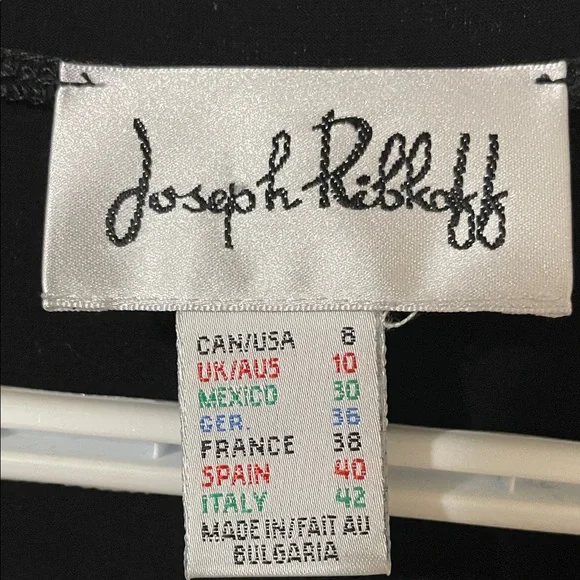 Joseph Ribkoff
CAN/USA 8
UK/AUS 10
MEXICO 30
GER. 36
FRANCE 38
SPAIN 40
ITALY 42
MADE IN/FAIT AU
BULGARIA